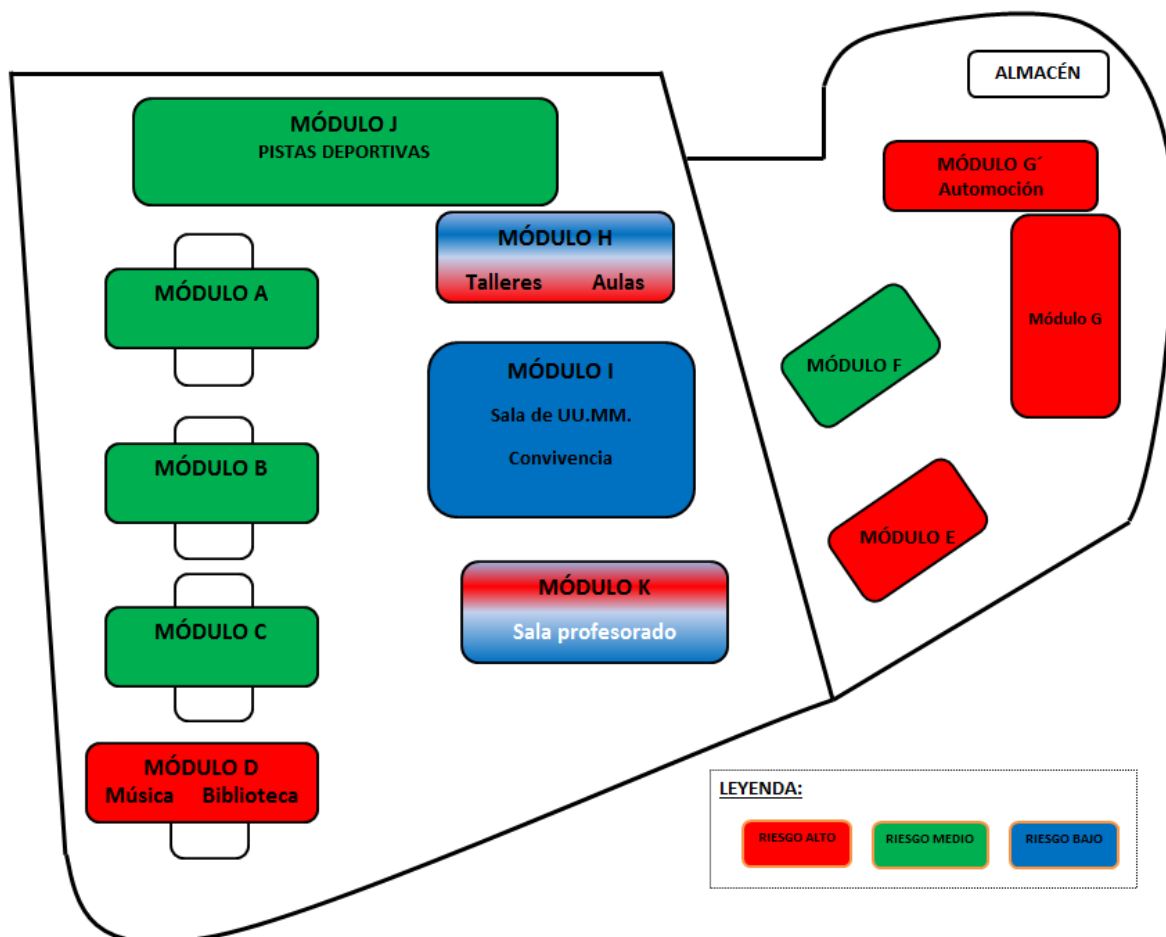 MÓDULO J
PISTAS DEPORTIVAS
MÓDULO H
Talleres Aulas
MÓDULO A
MÓDULO I
Sala de UU.MM.
Convivencia
MÓDULO B
MÓDULO K
Sala profesorado
MÓDULO C
MÓDULO D
Música Biblioteca
ALMACÉN
MÓDULO G´
Automoción
Módulo G
MÓDULO F
MÓDULO E
LEYENDA:
RIESGO ALTO
RIESGO MEDIO
RIESGO BAJO